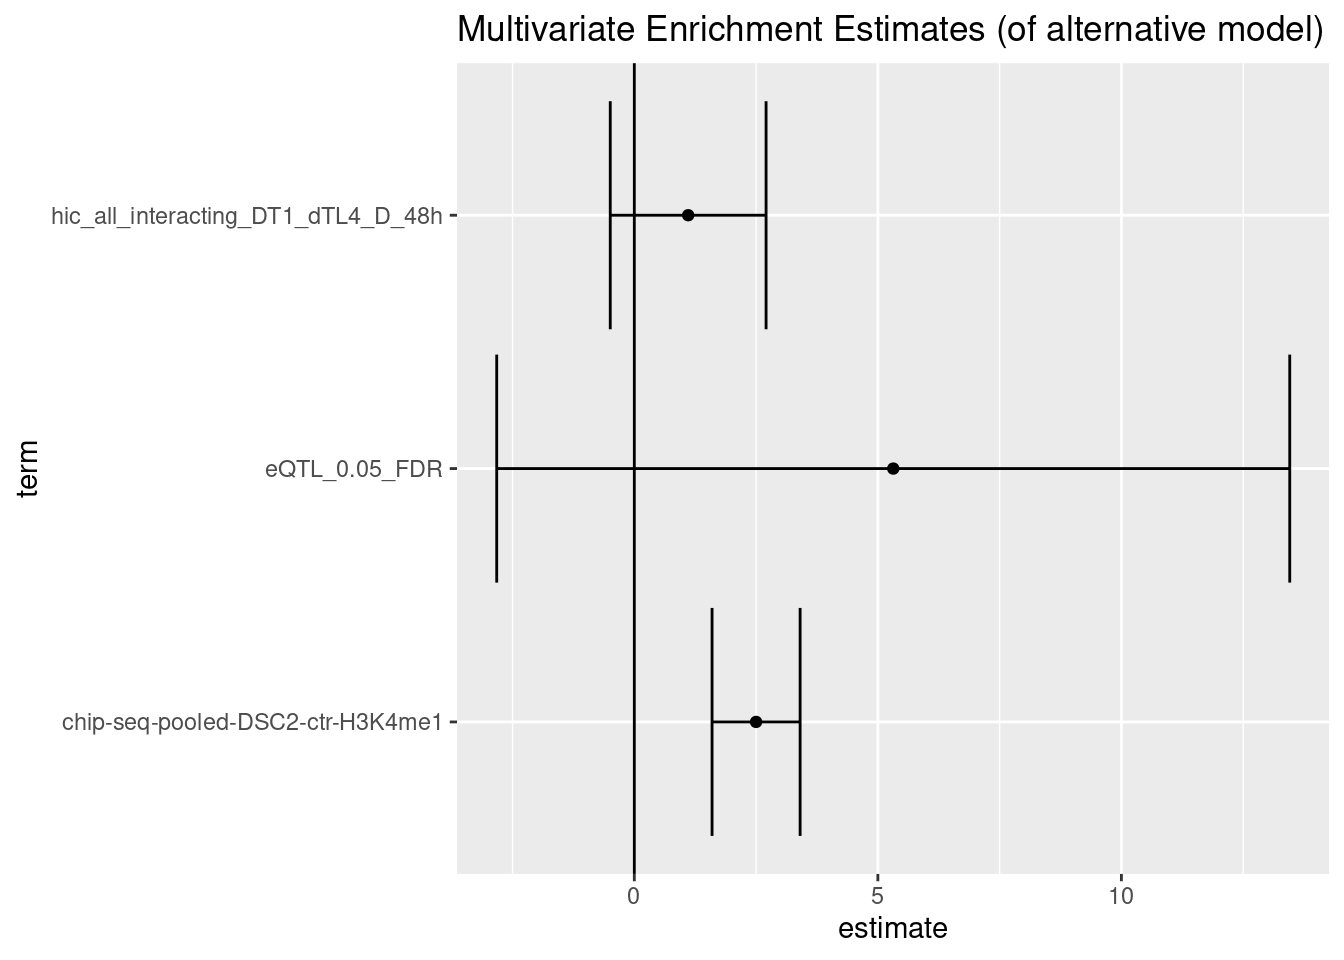 Multivariate Enrichment Estimates (of alternative model)
hic_all_interacting_DT1_dTL4_D_48h
eQTL_0.05_FDR
chip-seq-pooled-DSC2-ctr-H3K4me1
term
0 5 10
estimate